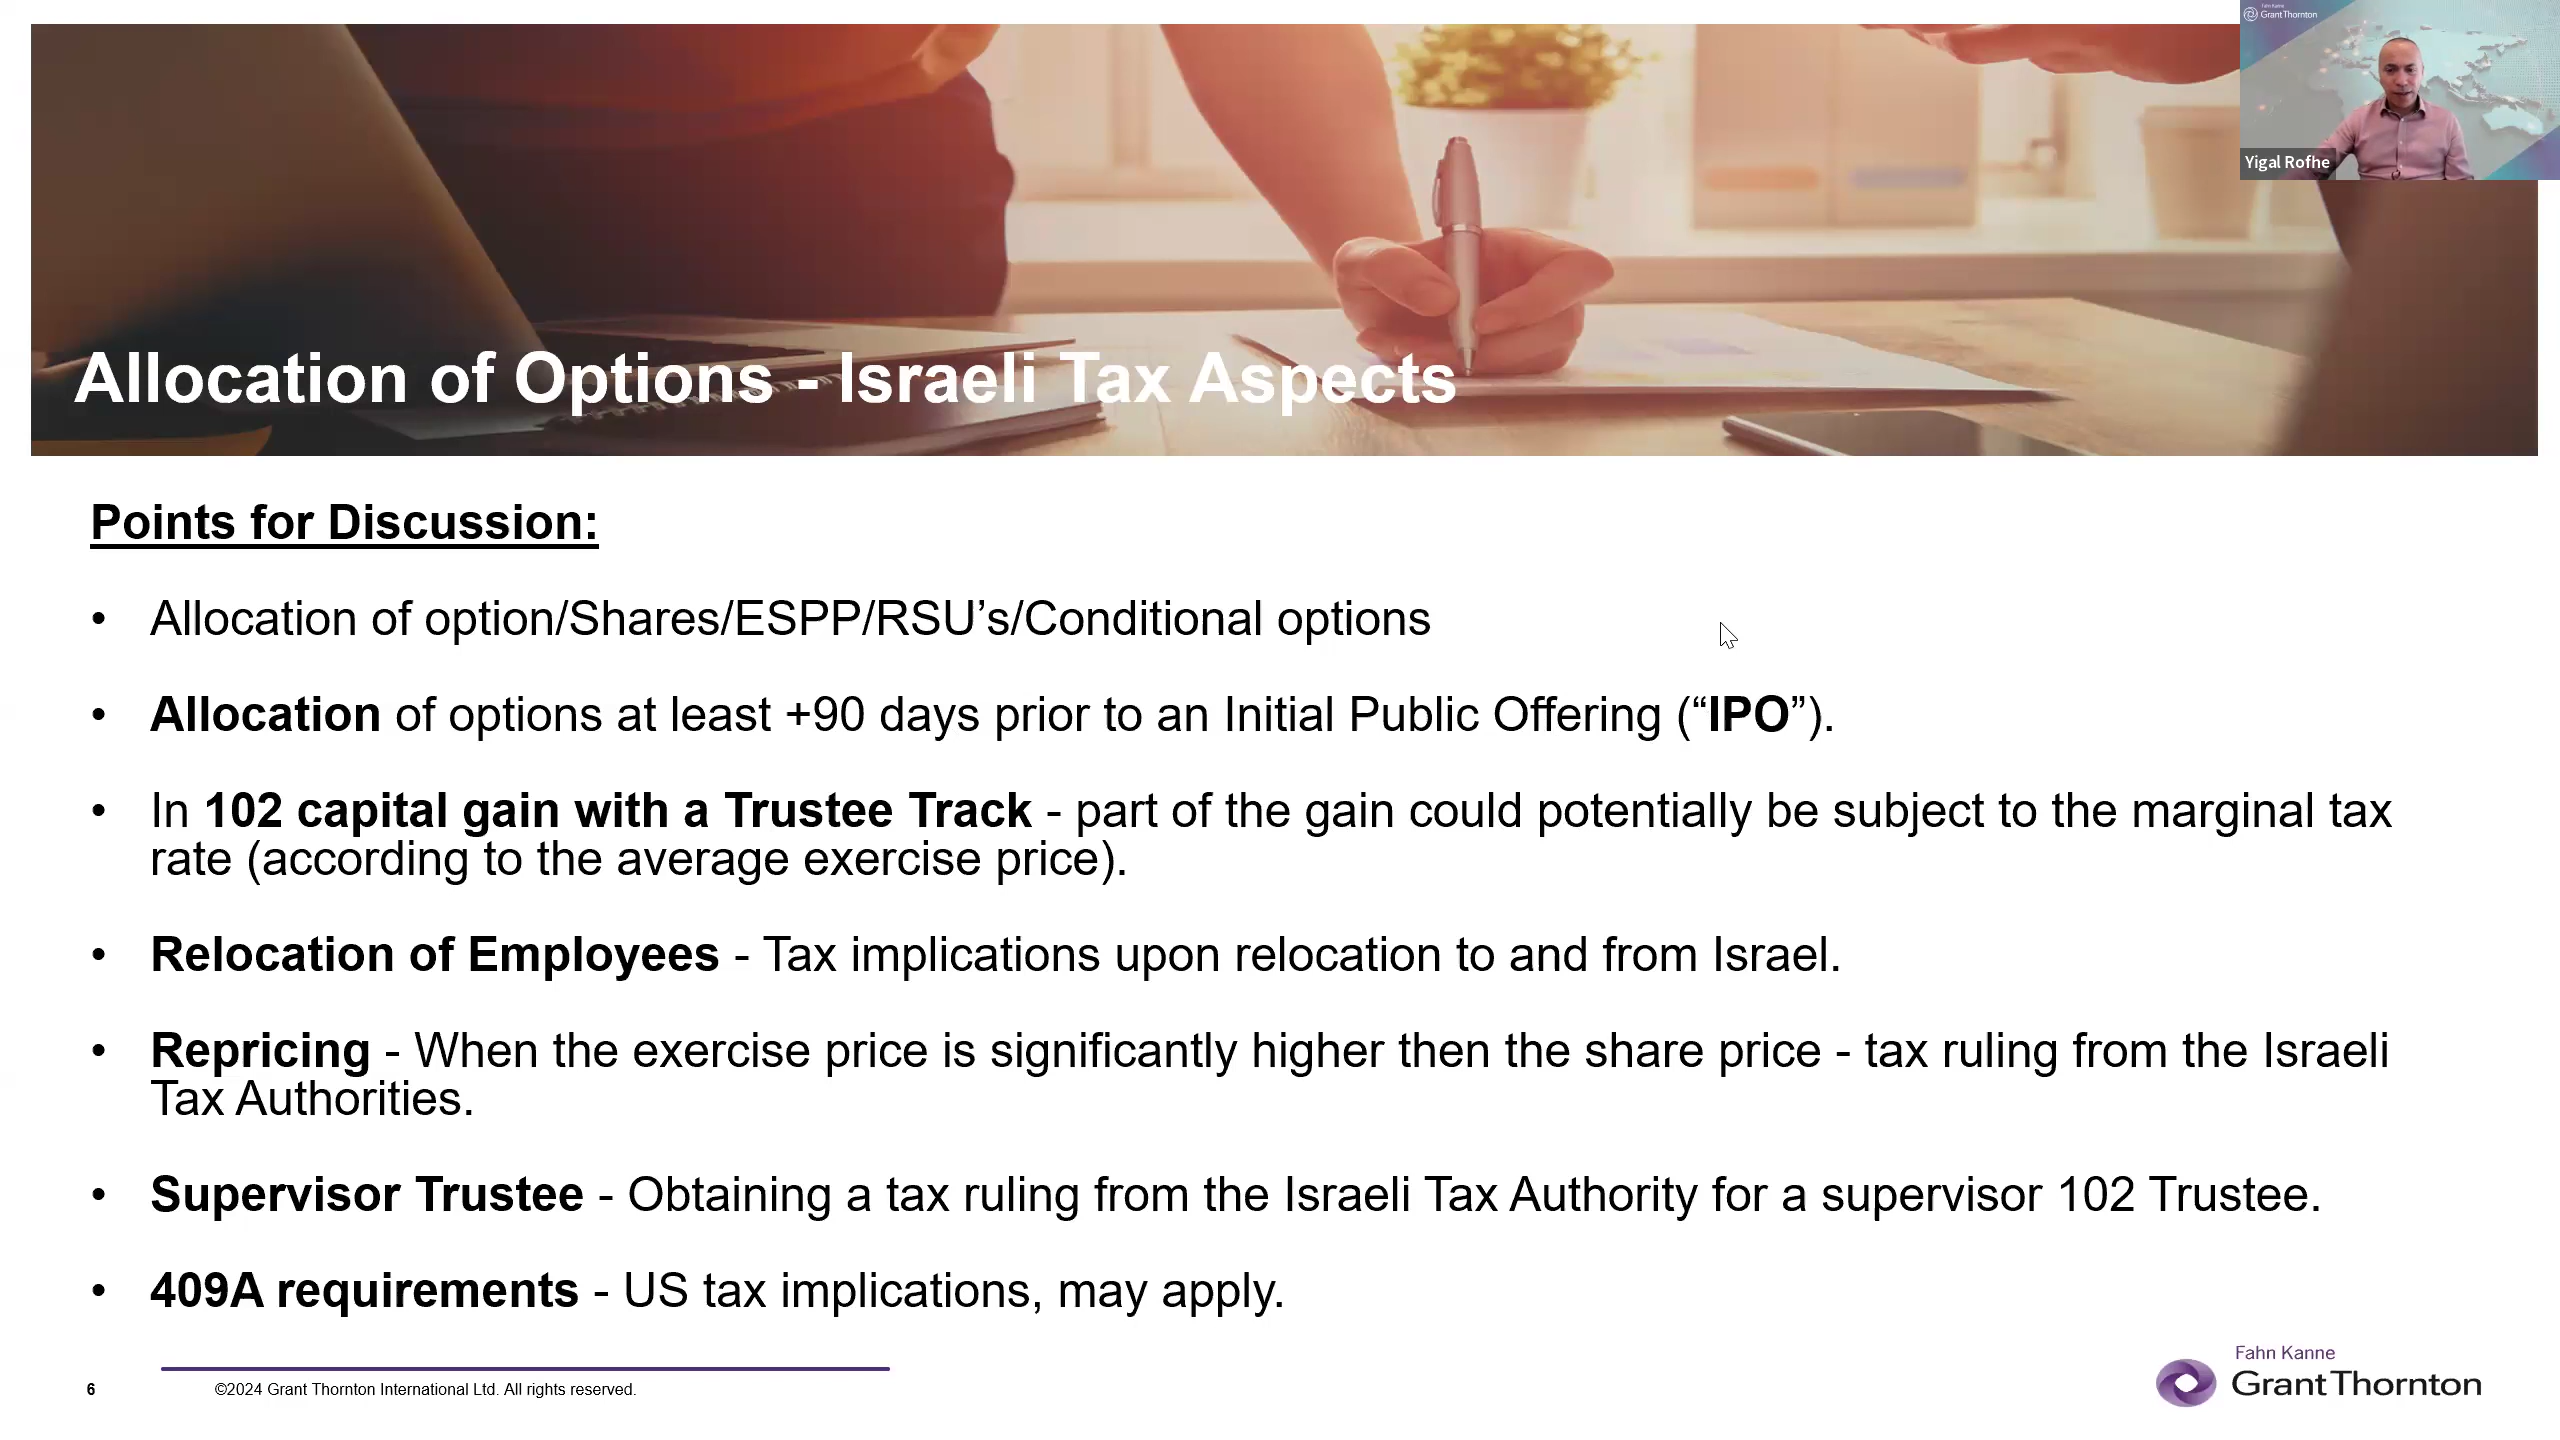 Fahn Kanne
Grant Thornton
Yigal Rofhe
Allocation of Options - Israeli Tax Aspects
Points for Discussion:
• Allocation of option/Shares/ESPP/RSU’s/Conditional options
• Allocation of options at least +90 days prior to an Initial Public Offering (“IPO”).
• In 102 capital gain with a Trustee Track - part of the gain could potentially be subject to the marginal tax
rate (according to the average exercise price).
• Relocation of Employees - Tax implications upon relocation to and from Israel.
• Repricing - When the exercise price is significantly higher then the share price - tax ruling from the Israeli
Tax Authorities.
• Supervisor Trustee - Obtaining a tax ruling from the Israeli Tax Authority for a supervisor 102 Trustee.
• 409A requirements - US tax implications, may apply.
6
©2024 Grant Thornton International Ltd. All rights reserved.
Fahn Kanne
Grant Thornton